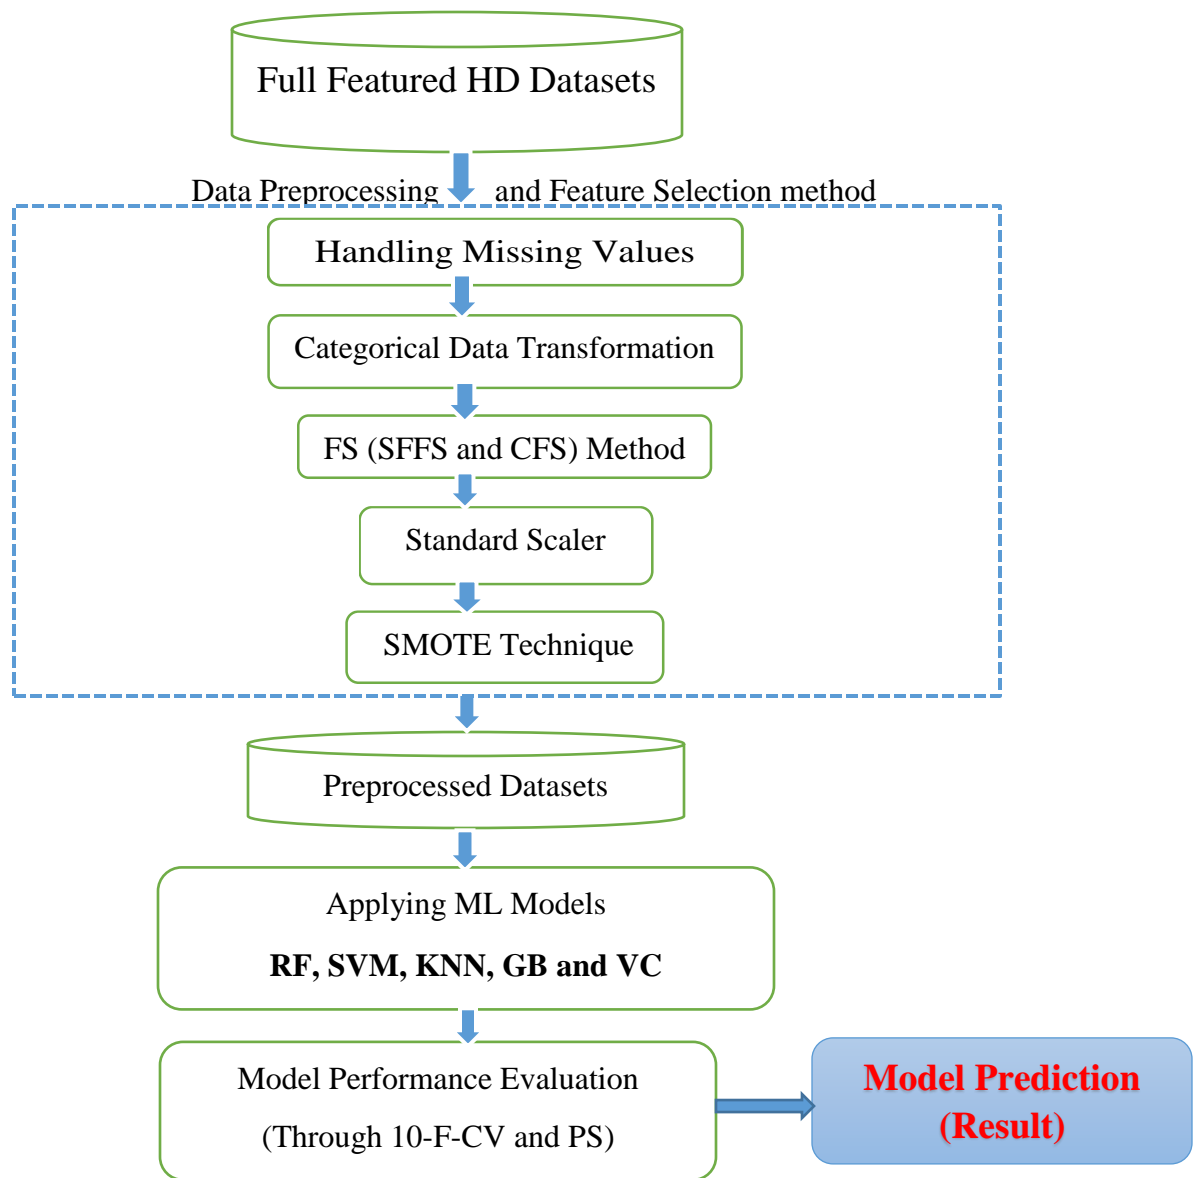 Full Featured HD Datasets
Data Preprocessing and Feature Selection method
Handling Missing Values
Categorical Data Transformation
FS (SFFS and CFS) Method
Standard Scaler
SMOTE Technique
Preprocessed Datasets
Applying ML Models
RF, SVM, KNN, GB and VC
Model Performance Evaluation
(Through 10-F-CV and PS)
Model Prediction
(Result)